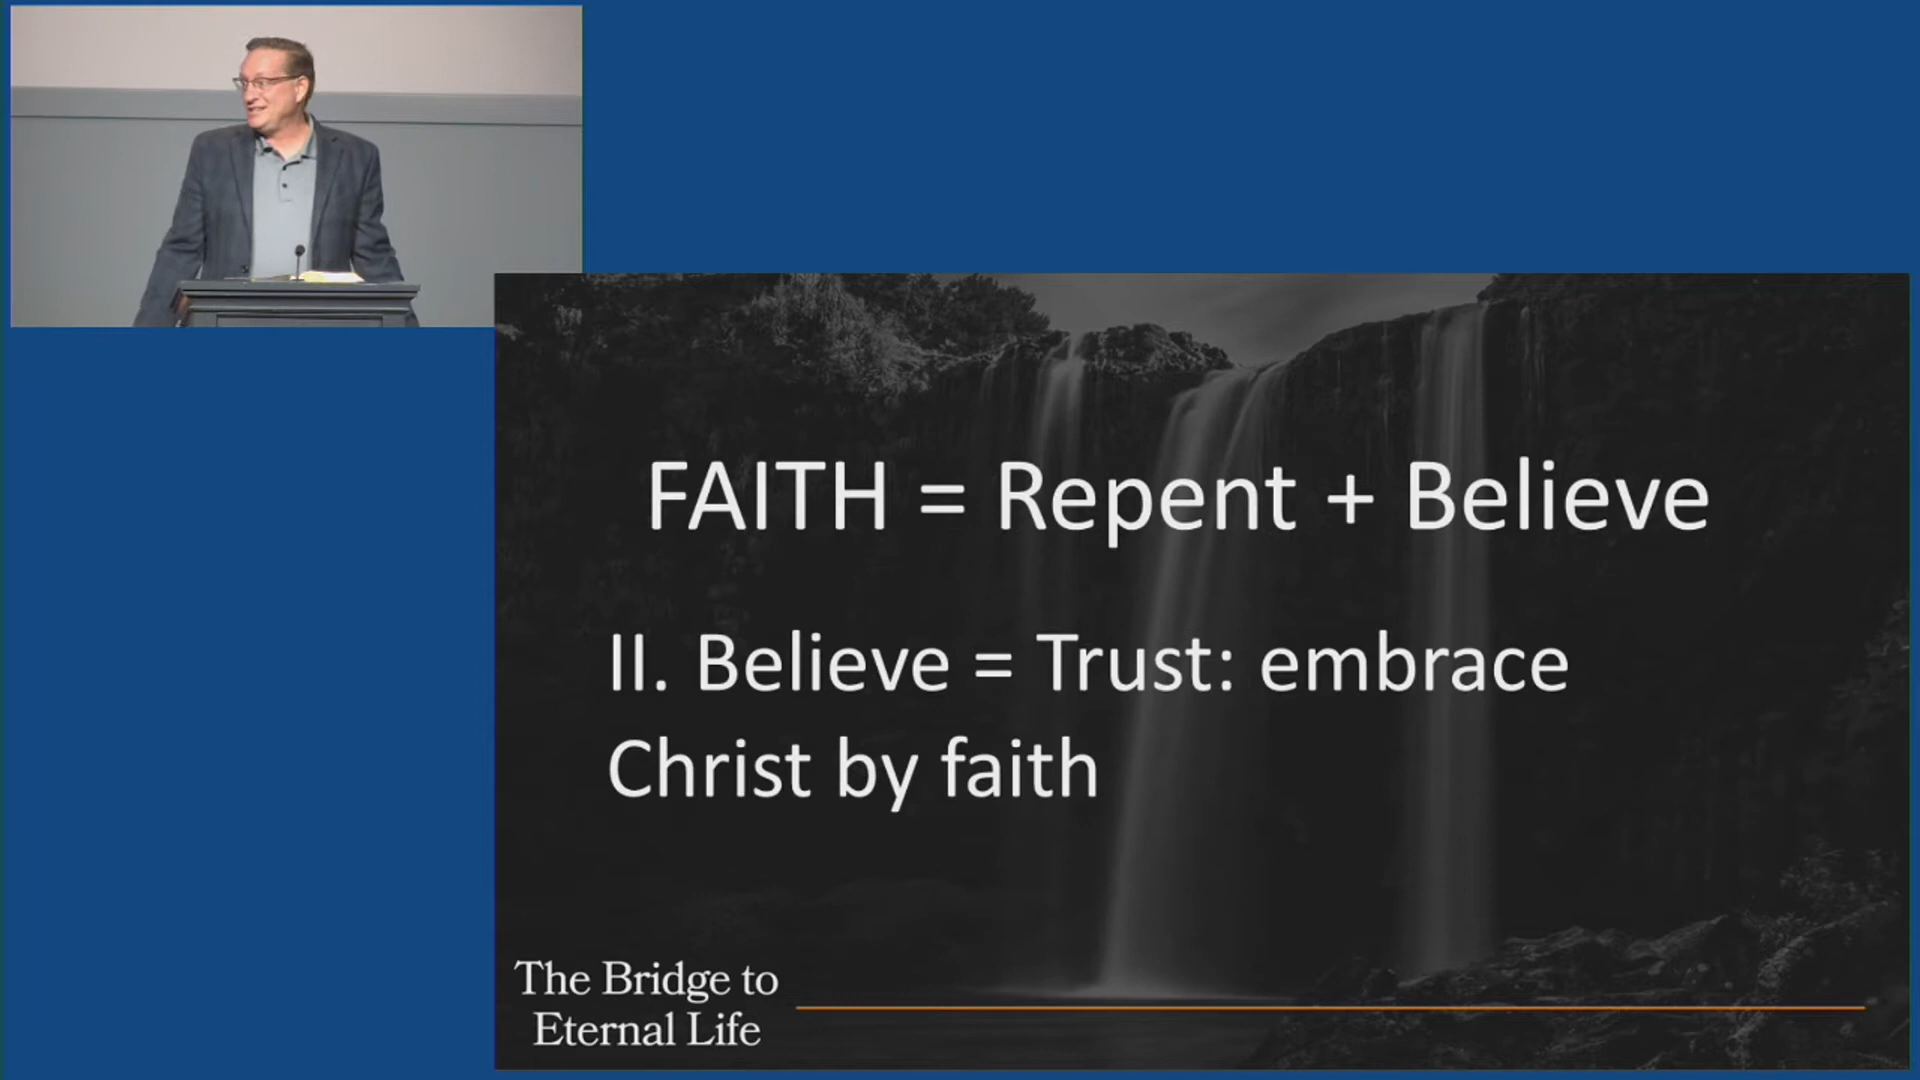 FAITH = Repent + Believe
II. Believe = Trust: embrace
Christ by faith
The Bridge to
Eternal Life